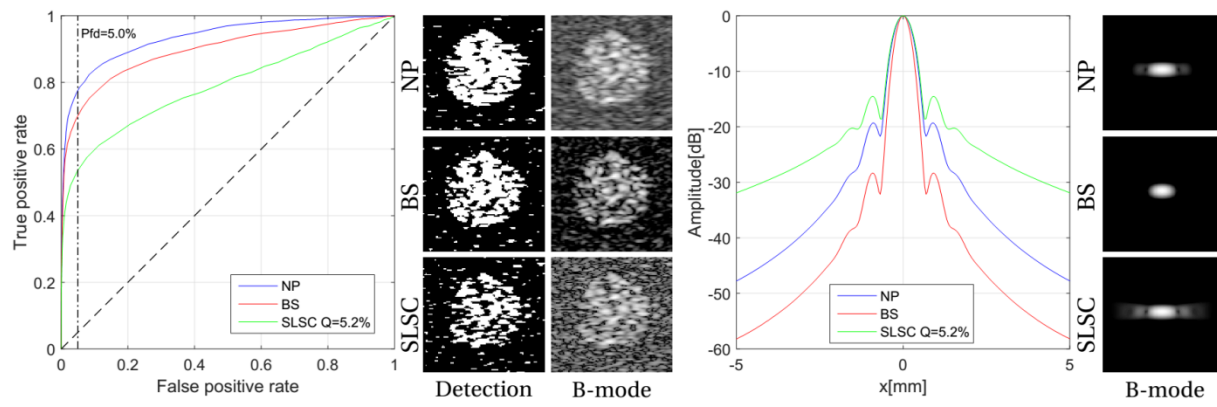 True positive rate
1
0.8
0.6
0.4
0.2
0
Pfd=5.0%
NP
BS
SLSC Q=5.2%
0
0.2
0.4
0.6
0.8
1
False positive rate
NP
BS
SLSC
Detection
B-mode
Amplitude[dB]
0
-10
-20
-30
-40
-50
-60
NP
BS
SLSC Q=5.2%
-5
0
5
x[mm]
NP
BS
SLSC
B-mode